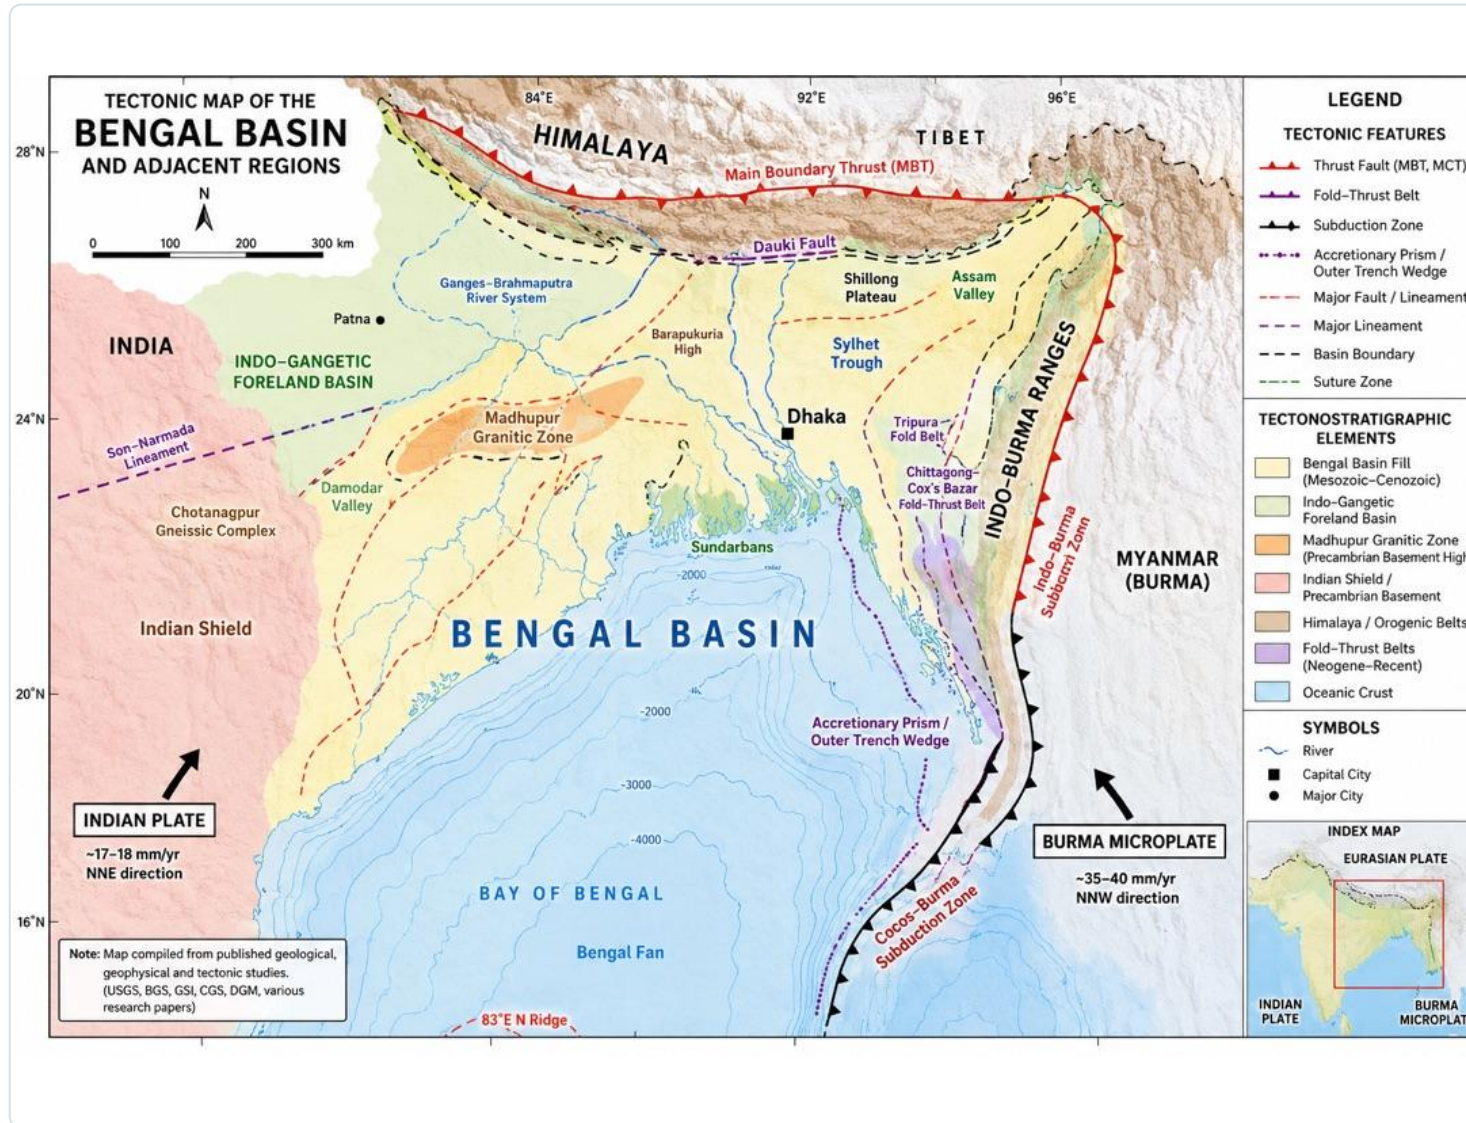 TECTONIC MAP OF THE
BENGAL BASIN
AND ADJACENT REGIONS
N
0 100 200 300 km
84°E
92°E
96°E
28°N
24°N
20°N
16°N
HIMALAYA
TIBET
Main Boundary Thrust (MBT)
Dauki Fault
Ganges–Brahmaputra
River System
Shillong
Plateau
Assam
Valley
Patna
Barapukuria
High
Sylhet
Trough
INDIA
INDO-GANGETIC
FORELAND BASIN
INDO-BURMA RANGES
Son–Narmada
Lineament
Madhupur
Granitic Zone
Dhaka
Tripura
Fold Belt
Chittagong–
Cox's Bazar
Fold-Thrust Belt
Damodar
Valley
Chotanagpur
Gneissic Complex
Sundarbans
Indo-Burma
MYANMAR
(BURMA)
-2000
Indian Shield
BENGAL BASIN
-2000
Accretionary Prism /
Outer Trench Wedge
-3000
-4000
INDIAN PLATE
~17–18 mm/yr
NNE direction
BURMA MICROPLATE
~35–40 mm/yr
NNW direction
BAY OF BENGAL
Bengal Fan
Cocos–Burma
Subduction Zone
83°E N Ridge
Note: Map compiled from published geological,
geophysical and tectonic studies.
(USGS, BGS, GSI, CGS, DGM, various
research papers)
LEGEND
TECTONIC FEATURES
Thrust Fault (MBT, MCT)
Fold–Thrust Belt
Subduction Zone
Accretionary Prism /
Outer Trench Wedge
Major Fault / Lineament
Major Lineament
Basin Boundary
Suture Zone
TECTONOSTRATIGRAPHIC
ELEMENTS
Bengal Basin Fill
(Mesozoic–Cenozoic)
Indo-Gangetic
Foreland Basin
Madhupur Granitic Zone
(Precambrian Basement High
Indian Shield /
Precambrian Basement
Himalaya / Orogenic Belts
Fold–Thrust Belts
(Neogene–Recent)
Oceanic Crust
SYMBOLS
River
Capital City
Major City
INDEX MAP
EURASIAN PLATE
INDIAN
PLATE
BURMA
MICROPLAT